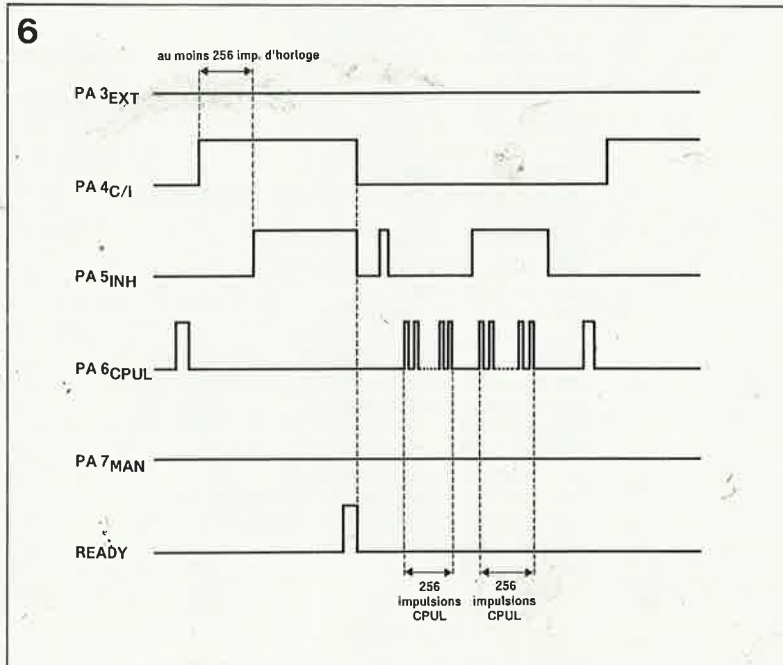 6
au moins 256 imp. d'horloge
PA 3EXT
PA 4C/I
PA 5INH
PA 6CPUL
PA 7MAN
READY
256
impulsions
CPUL
256
impulsions
CPUL